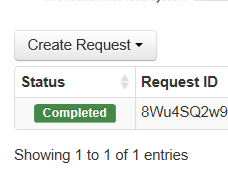 Create Request
Status Request ID
Completed 8Wu4SQ2w9
Showing 1 to 1 of 1 entries